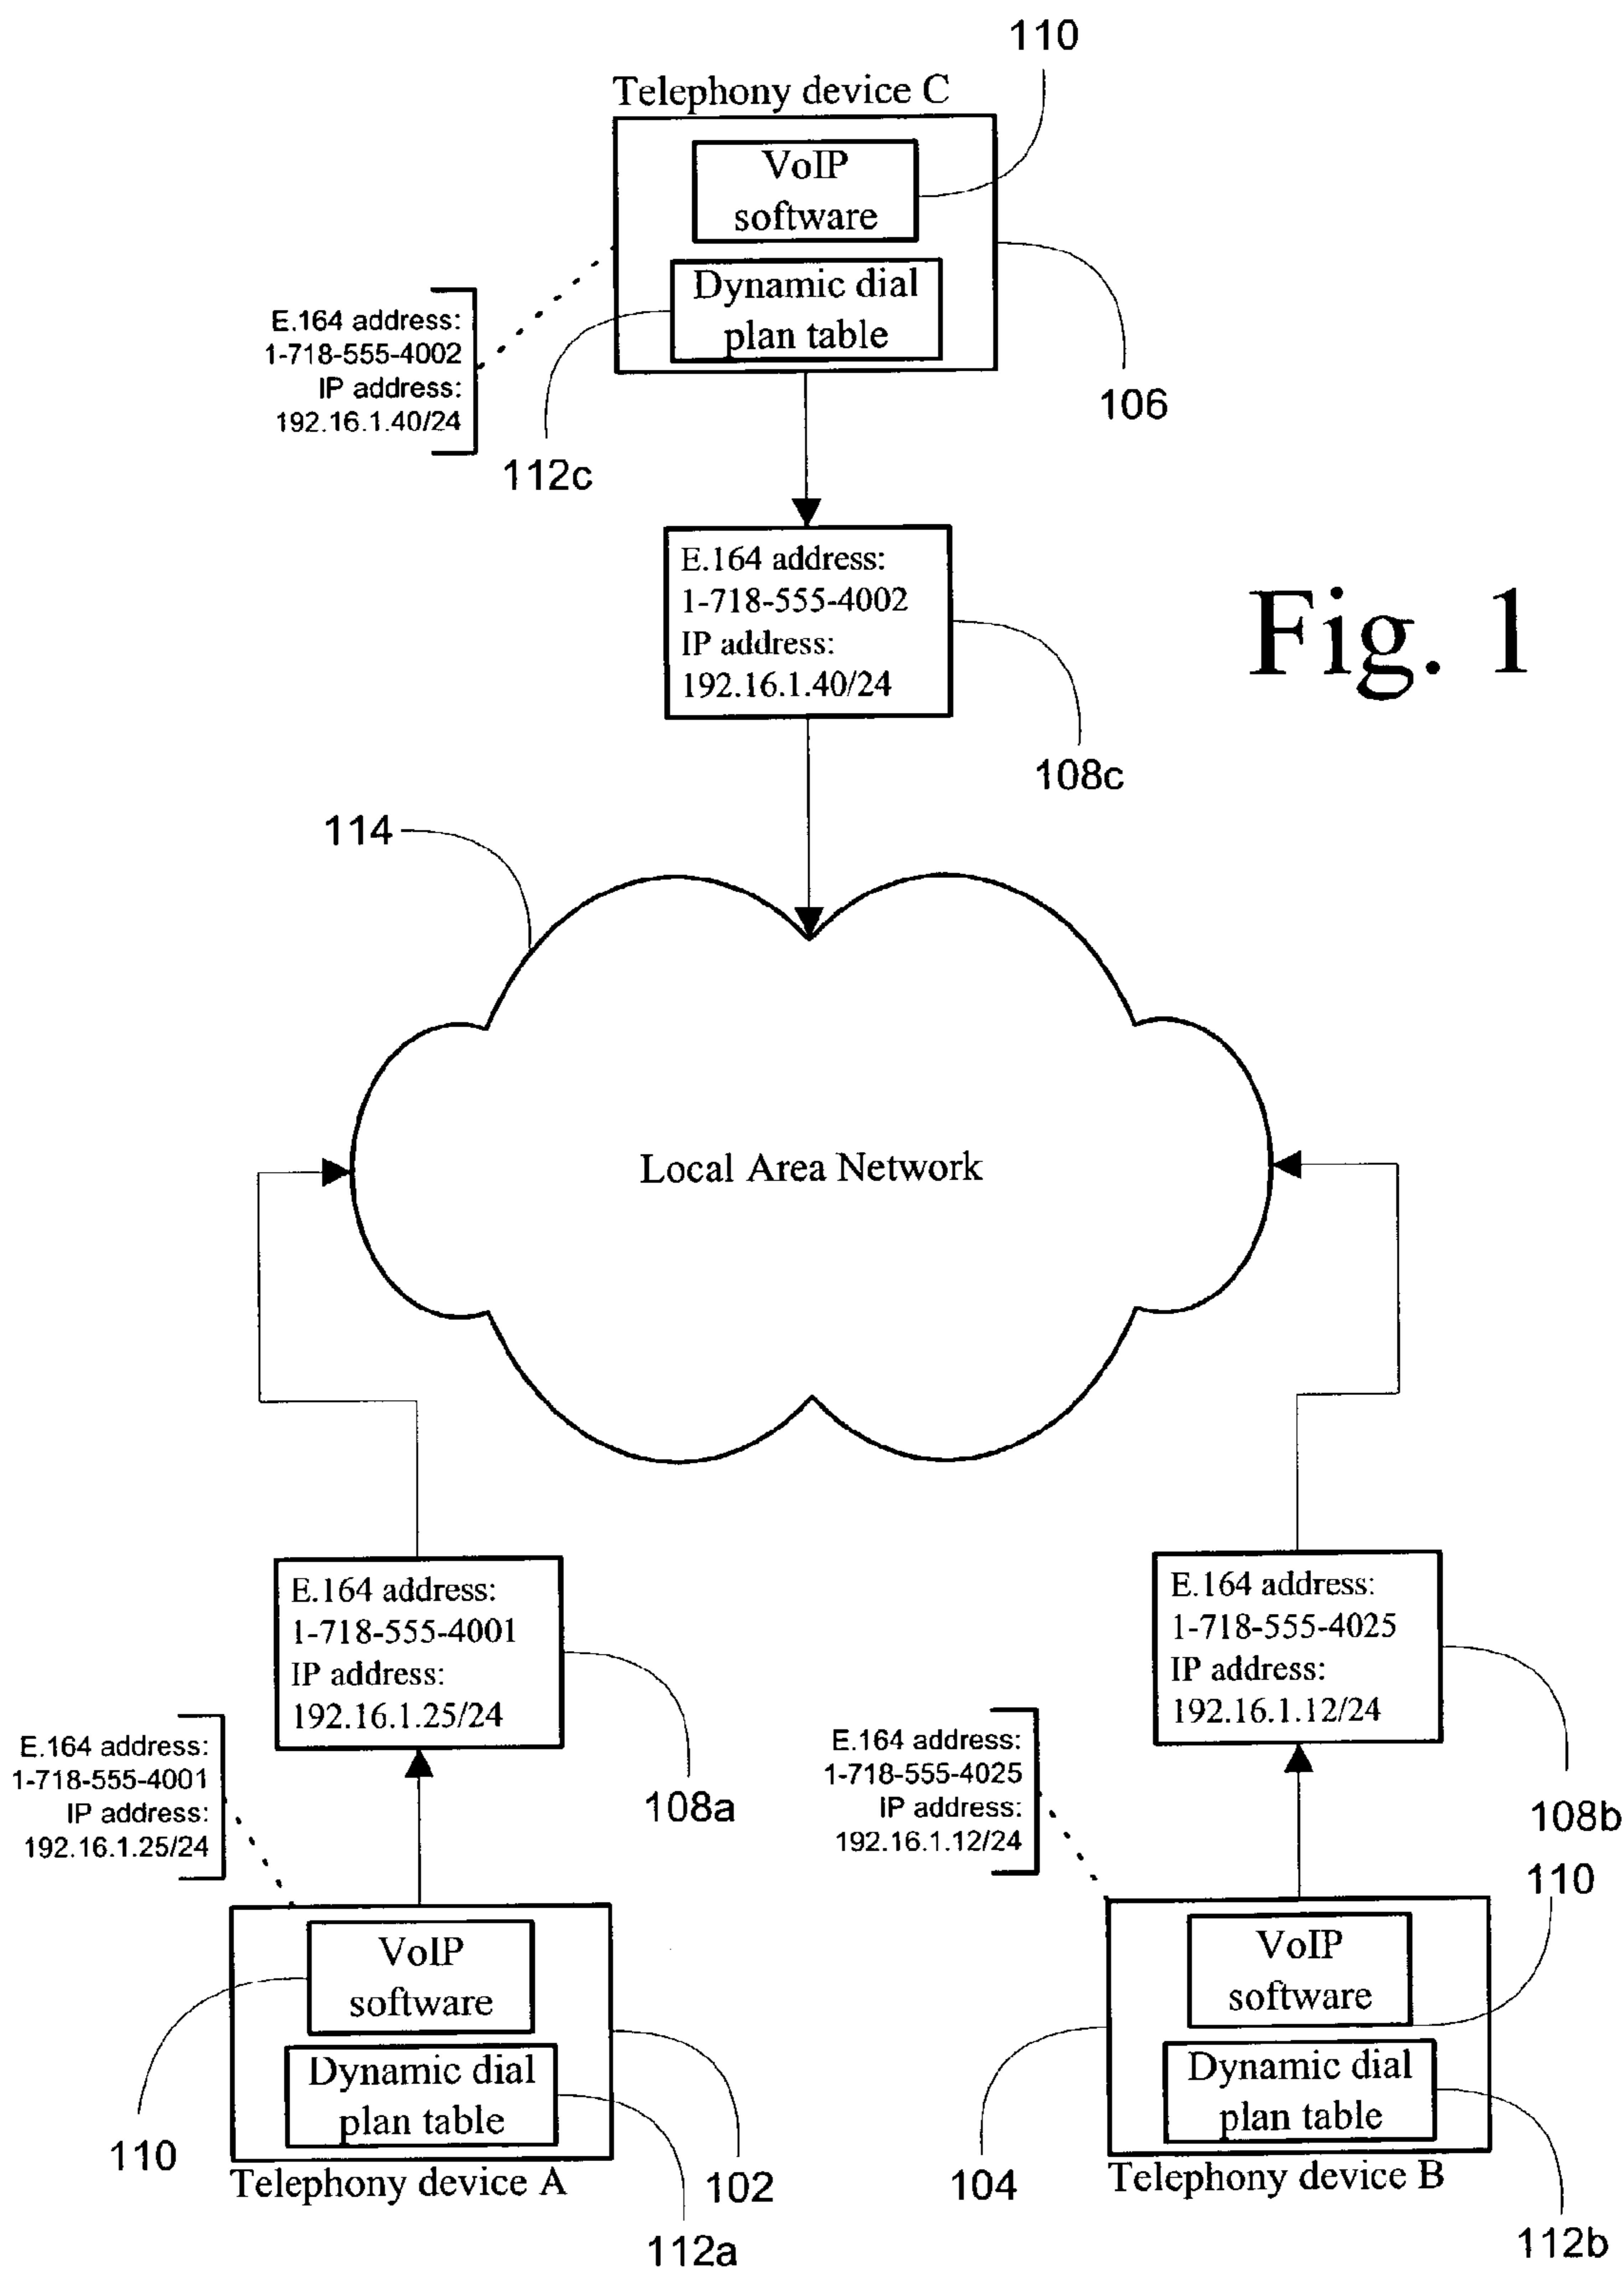 110
Telephony device C
VoIP
software
Dynamic dial
plan table
E.164 address:
1-718-555-4002
IP address:
192.16.1.40/24
106
112c
E.164 address:
1-718-555-4002
IP address:
192.16.1.40/24
Fig. 1
108c
114
Local Area Network
E.164 address:
1-718-555-4001
IP address:
192.16.1.25/24
E.164 address:
1-718-555-4025
IP address:
192.16.1.12/24
E.164 address:
1-718-555-4001
IP address:
192.16.1.25/24
108a
E.164 address:
1-718-555-4025
IP address:
192.16.1.12/24
108b
110
VoIP
software
Dynamic dial
plan table
110
Telephony device A
102
112a
VoIP
software
Dynamic dial
plan table
104
Telephony device B
112b